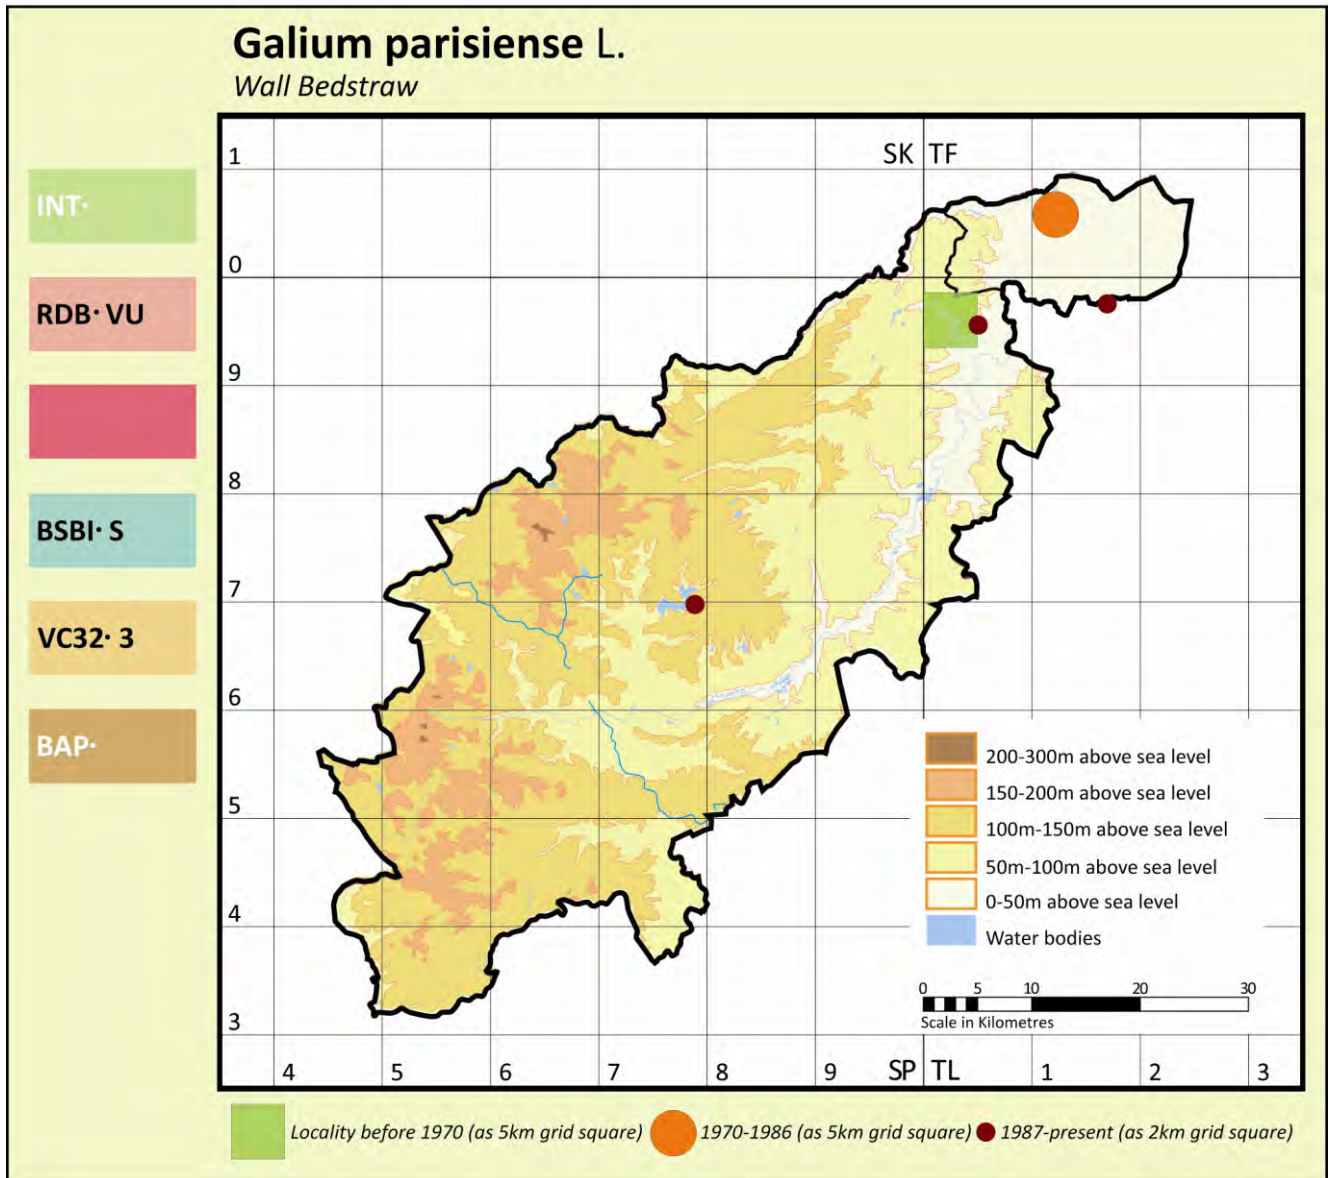 Galium parisiense L.
Wall Bedstraw
INT·
RDB· VU
BSBI· S
VC32· 3
BAP·
SK TF
1
0
9
8
7
6
5
4
3
200-300m above sea level
150-200m above sea level
100m-150m above sea level
50m-100m above sea level
0-50m above sea level
Water bodies
0 5 10 20 30
Scale in Kilometres
4 5 6 7 8 9 SP TL 1 2 3
Locality before 1970 (as 5km grid square) 1970-1986 (as 5km grid square) 1987-present (as 2km grid square)